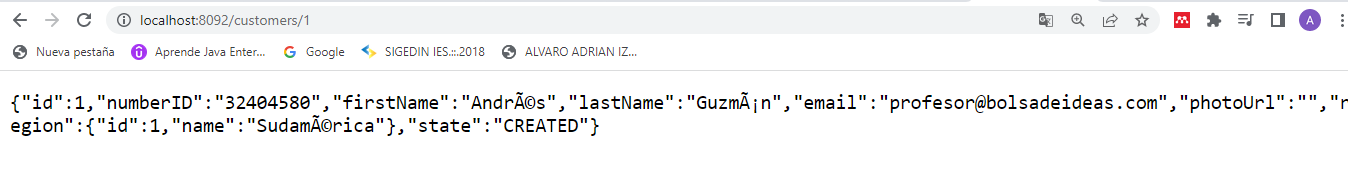 localhost:8092/customers/1
A
Nueva pestaña
Aprende Java Enter...
Google
SIGEDIN IES.::.2018
ALVARO ADRIAN IZ...
{"id":1,"numberID":"32404580","firstName":"AndrÃ©s","lastName":"GuzmÃ¡n","email":"profesor@bolsadeideas.com","photoUrl":"","r
egion":{"id":1,"name":"SudamÃ©rica"},"state":"CREATED"}